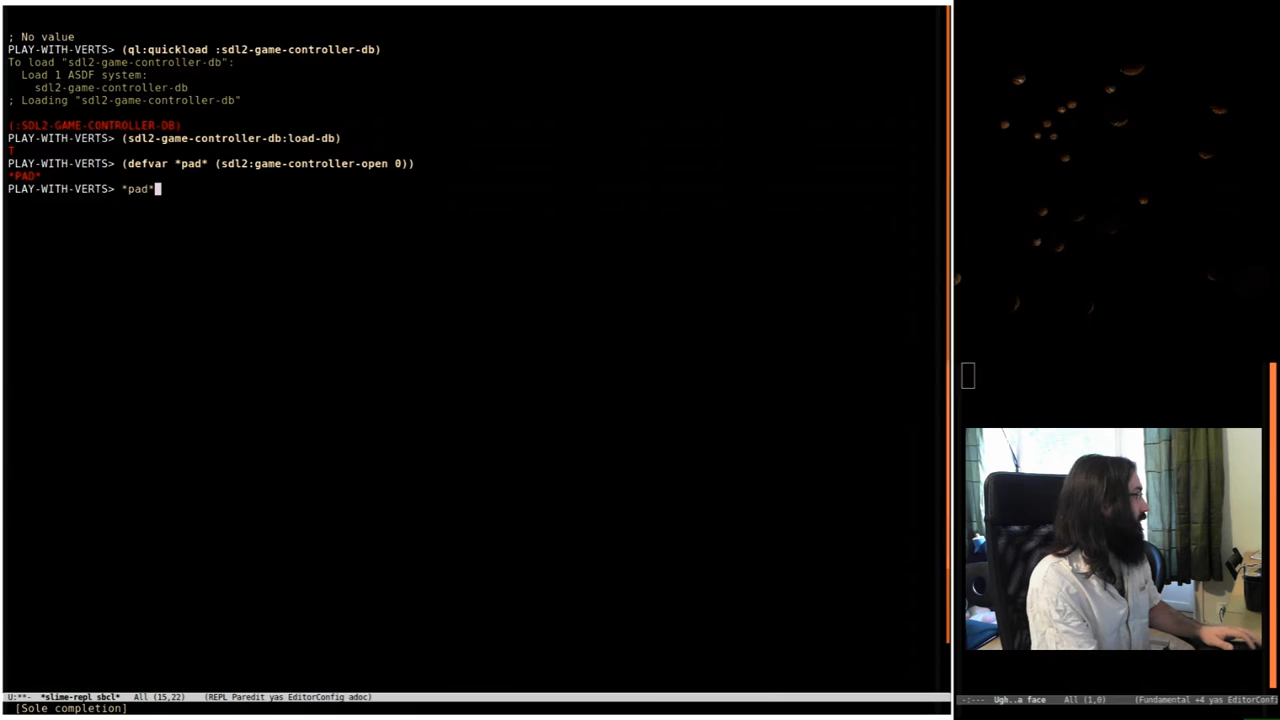 ; No value
PLAY-WITH-VERTS> (ql:quickload :sdl2-game-controller-db)
To load "sdl2-game-controller-db":
  Load 1 ASDF system:
    sdl2-game-controller-db
; Loading "sdl2-game-controller-db"
(:SDL2-GAME-CONTROLLER-DB)
PLAY-WITH-VERTS> (sdl2-game-controller-db:load-db)
T
PLAY-WITH-VERTS> (defvar *pad* (sdl2:game-controller-open 0))
*PAD*
PLAY-WITH-VERTS> *pad*
U:**-  *slime-repl sbcl*   All (15,22)    (REPL Paredit yas EditorConfig adoc)
[Sole completion]
-:---  Ugh..a face    All (1,0)      (Fundamental +4 yas EditorConfi